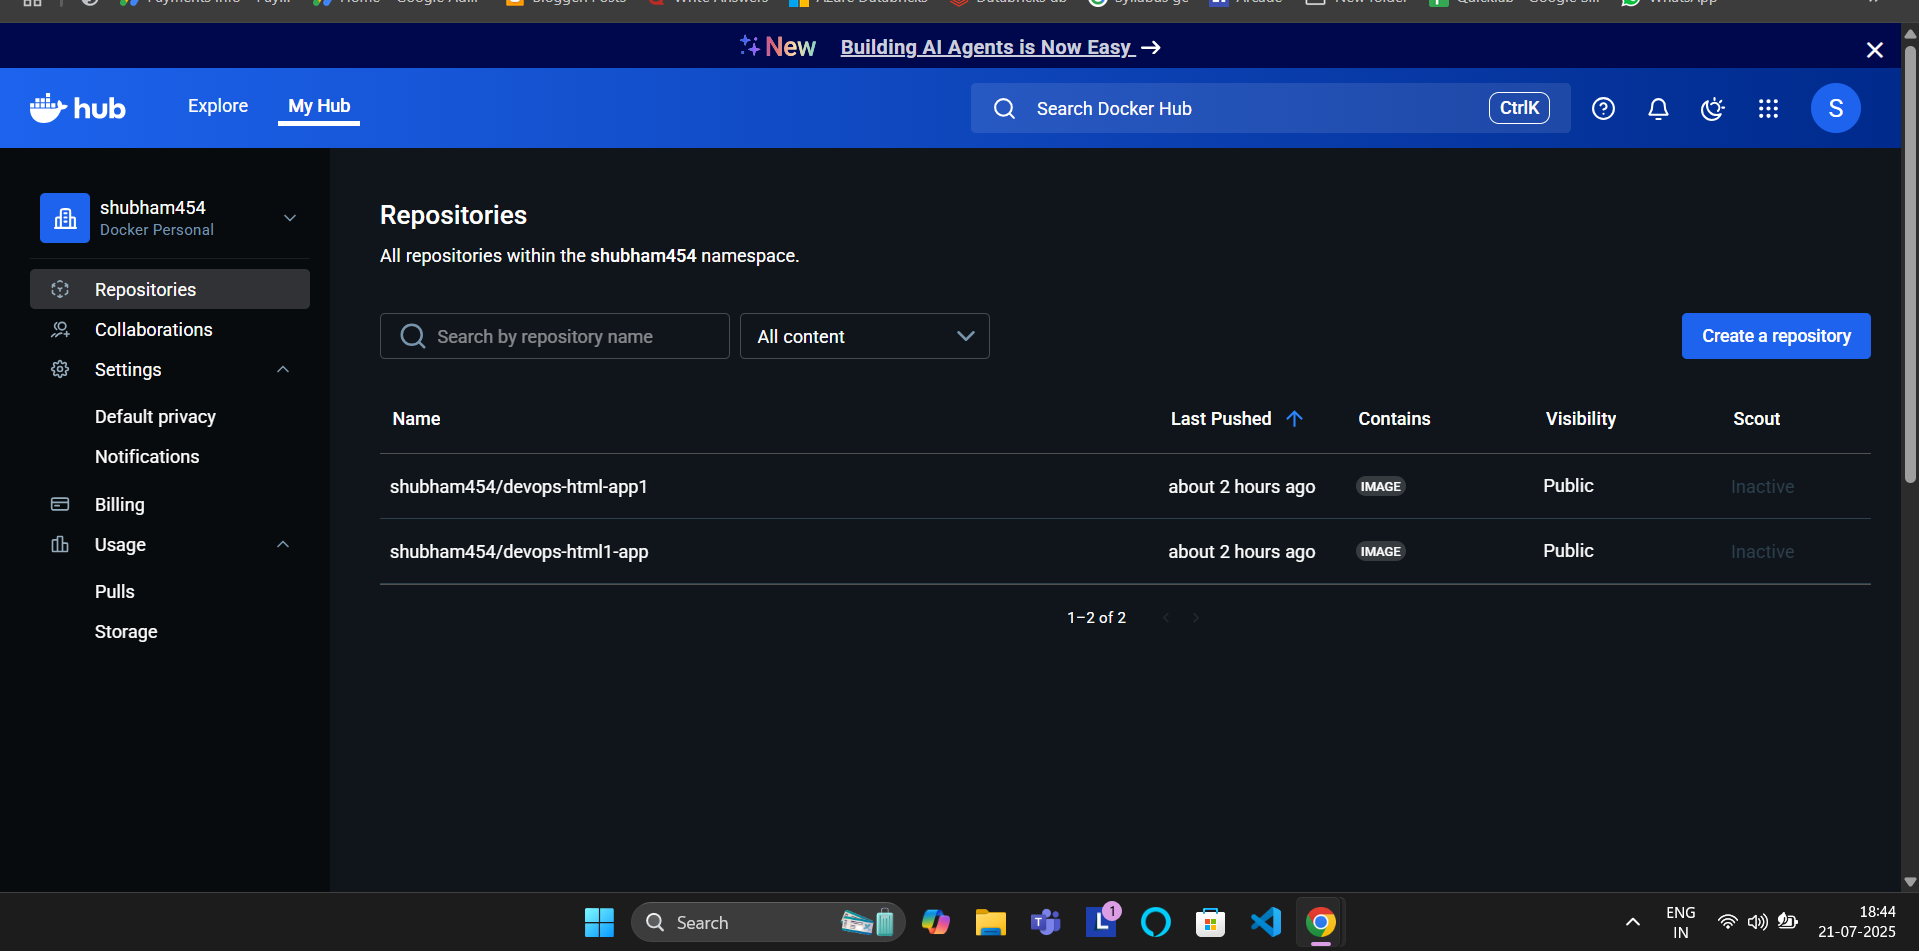 New Building AI Agents is Now Easy →
hub Explore My Hub Search Docker Hub CtrlK S
shubham454
Docker Personal
Repositories
Collaborations
Settings
Default privacy
Notifications
Billing
Usage
Pulls
Storage
Repositories
All repositories within the shubham454 namespace.
Search by repository name All content Create a repository
Name Last Pushed Contains Visibility Scout
shubham454/devops-html-app1 about 2 hours ago IMAGE Public Inactive
shubham454/devops-html1-app about 2 hours ago IMAGE Public Inactive
1–2 of 2
Search 1 L ENG 18:44
IN 21-07-2025